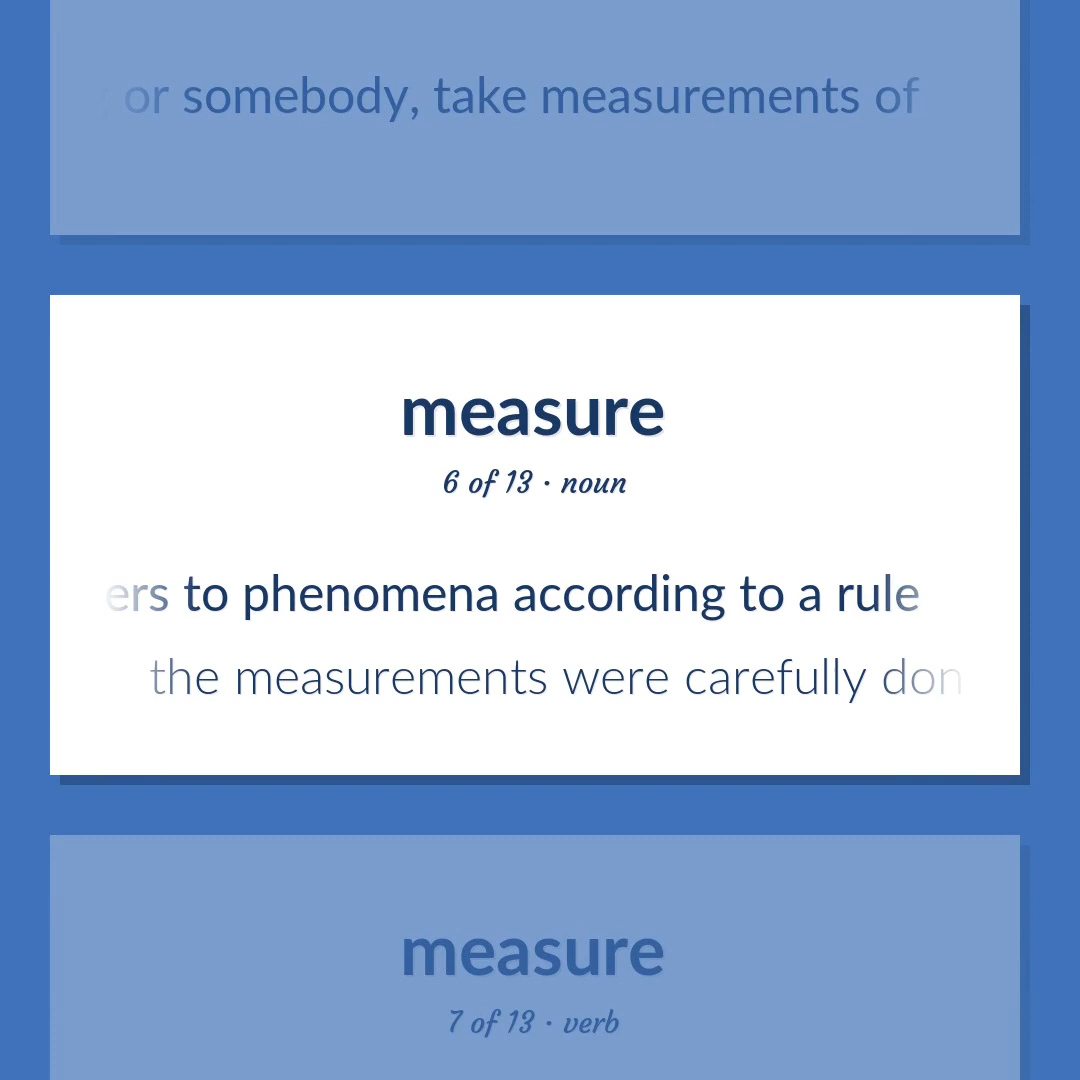 or somebody, take measurements of
measure
6 of 13 · noun
ers to phenomena according to a rule
the measurements were carefully don
measure
7 of 13 · verb